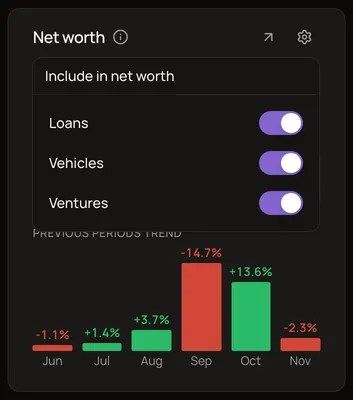 Net worth
Include in net worth
Loans
Vehicles
Ventures
PREVIOUS PERIODS TREND
-14.7%
+13.6%
+3.7%
-1.1%
+1.4%
-2.3%
Jun Jul Aug Sep Oct Nov